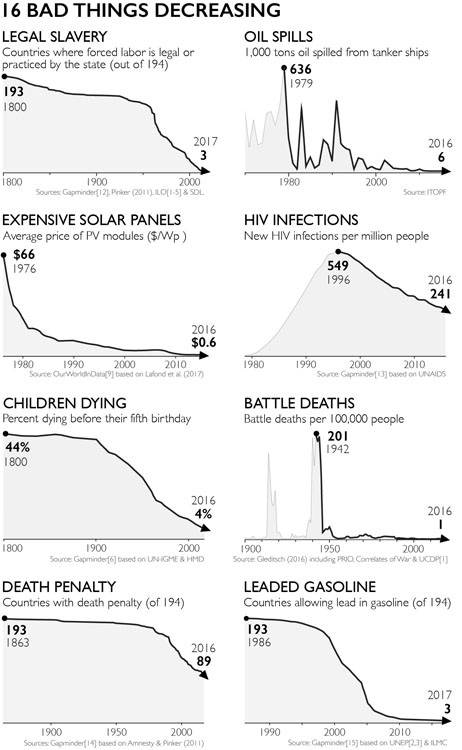 16 BAD THINGS DECREASING
LEGAL SLAVERY
Countries where forced labor is legal or
practiced by the state (out of 194)
193
1800
2017
3
1800
1900
2000
Sources: Gapminder[12], Pinker (2011), ILO[1-5] & SDL.
OIL SPILLS
1,000 tons oil spilled from tanker ships
636
1979
2016
6
1980
2000
Source: ITOPF
EXPENSIVE SOLAR PANELS
Average price of PV modules ($/Wp )
$66
1976
2016
$0.6
1980
1990
2000
2010
Source: OurWorldInData[9] based on Lafond et al. (2017)
HIV INFECTIONS
New HIV infections per million people
549
1996
2016
241
1980
1990
2000
2010
Source: Gapminder[13] based on UNAIDS
CHILDREN DYING
Percent dying before their fifth birthday
44%
1800
2016
4%
1800
1900
2000
Source: Gapminder[6] based on UN-IGME & HMD
BATTLE DEATHS
Battle deaths per 100,000 people
201
1942
2016
1
1900
1950
2000
Source: Gleditsch (2016) including PRIO, Correlates of War & UCDP[1]
DEATH PENALTY
Countries with death penalty (of 194)
193
1863
2016
89
1900
1950
2000
Sources: Gapminder[14] based on Amnesty & Pinker (2011)
LEADED GASOLINE
Countries allowing lead in gasoline (of 194)
193
1986
2017
3
1990
2000
2010
Source: Gapminder[15] based on UNEP[2,3] & ILMC